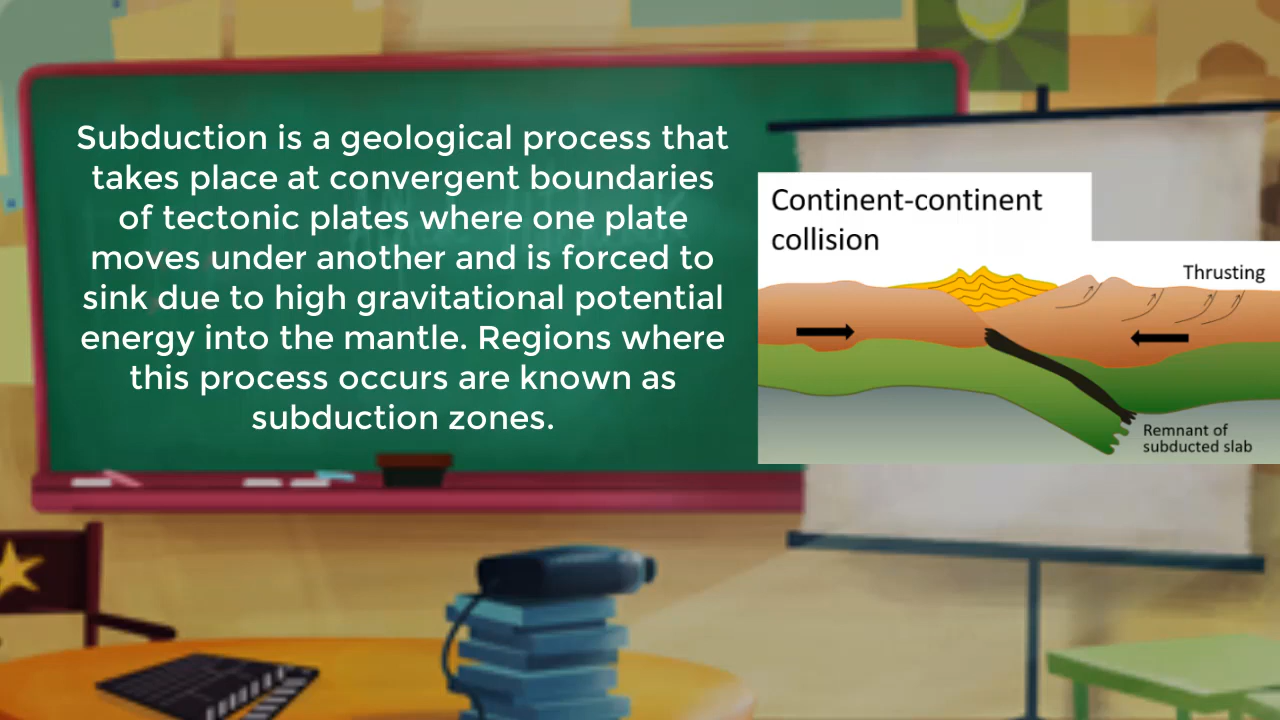 Subduction is a geological process that
takes place at convergent boundaries
of tectonic plates where one plate
moves under another and is forced to
sink due to high gravitational potential
energy into the mantle. Regions where
this process occurs are known as
subduction zones.
Continent-continent
collision
Thrusting
Remnant of
subducted slab